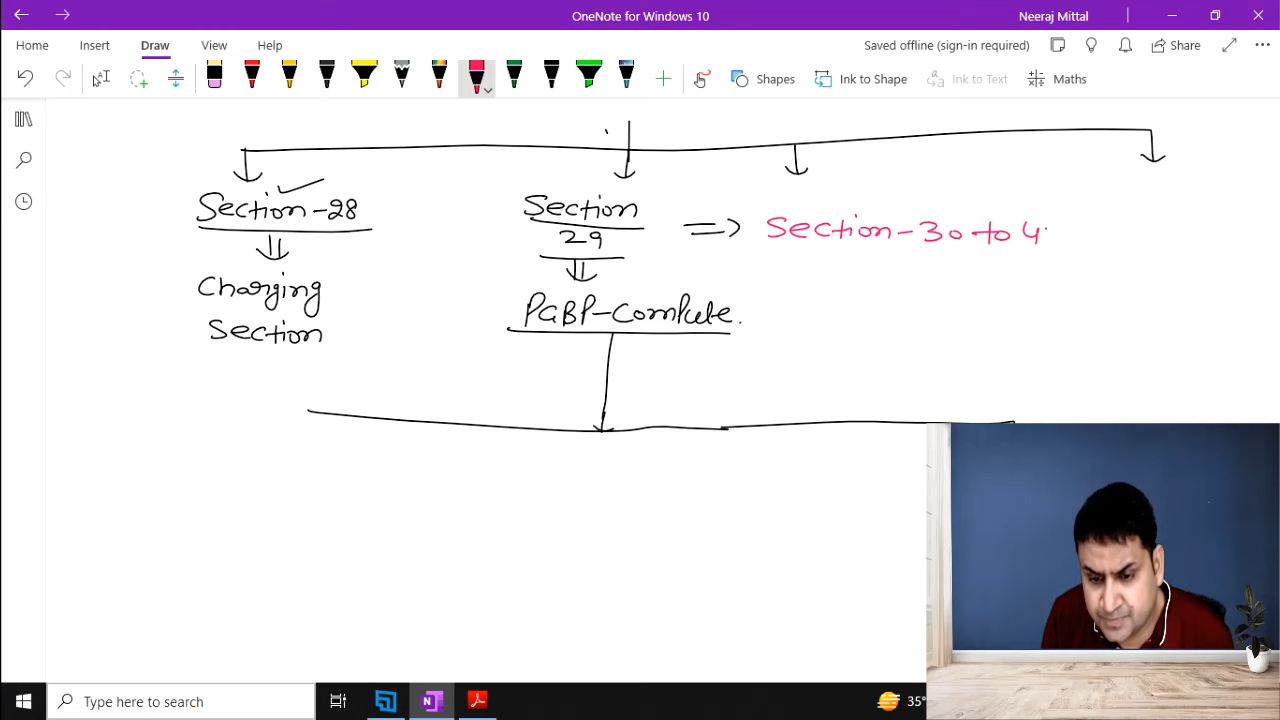 OneNote for Windows 10
Neeraj Mittal
Home
Insert
Draw
View
Help
Saved offline (sign-in required)
Share
Shapes
Ink to Shape
Ink to Text
Maths
Section-28
Charging
Section
Section
29
PGBP-Compute.
=> Section-30 to 4
Type here to search
35°